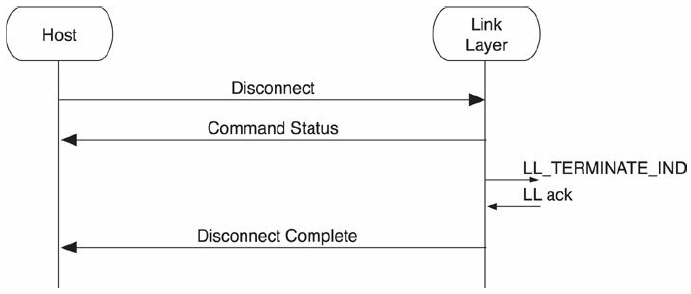 Host
Link
Layer
Disconnect
Command Status
LL_TERMINATE_IND
LL ack
Disconnect Complete